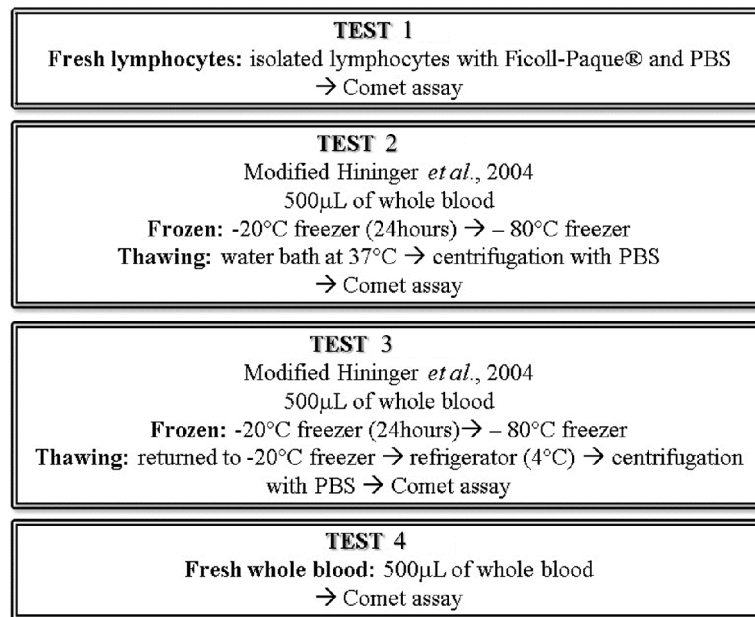 TEST 1
Fresh lymphocytes: isolated lymphocytes with Ficoll-Paque® and PBS
→ Comet assay
TEST 2
Modified Hininger et al., 2004
500µL of whole blood
Frozen: -20°C freezer (24hours) → – 80°C freezer
Thawing: water bath at 37°C → centrifugation with PBS
→ Comet assay
TEST 3
Modified Hininger et al., 2004
500µL of whole blood
Frozen: -20°C freezer (24hours)→ – 80°C freezer
Thawing: returned to -20°C freezer → refrigerator (4°C) → centrifugation
with PBS → Comet assay
TEST 4
Fresh whole blood: 500µL of whole blood
→ Comet assay